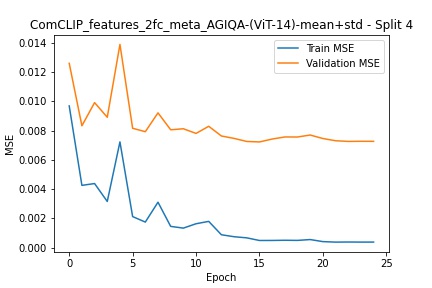 ComCLIP_features_2fc_meta_AGIQA-(ViT-14)-mean+std - Split 4
Train MSE
Validation MSE
MSE
0.014
0.012
0.010
0.008
0.006
0.004
0.002
0.000
0 5 10 15 20 25
Epoch